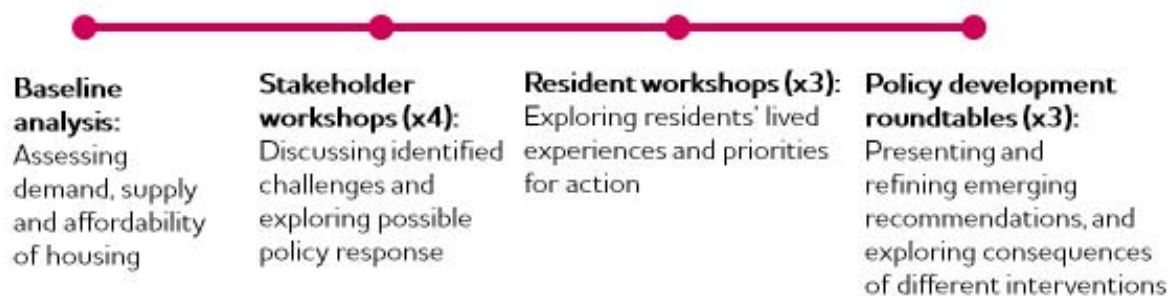 Baseline
analysis:
Assessing
demand, supply
and affordability
of housing
Stakeholder
workshops (x4):
Discussing identified
challenges and
exploring possible
policy response
Resident workshops (x3):
Exploring residents' lived
experiences and priorities
for action
Policy development
roundtables (x3):
Presenting and
refining emerging
recommendations, and
exploring consequences
of different interventions